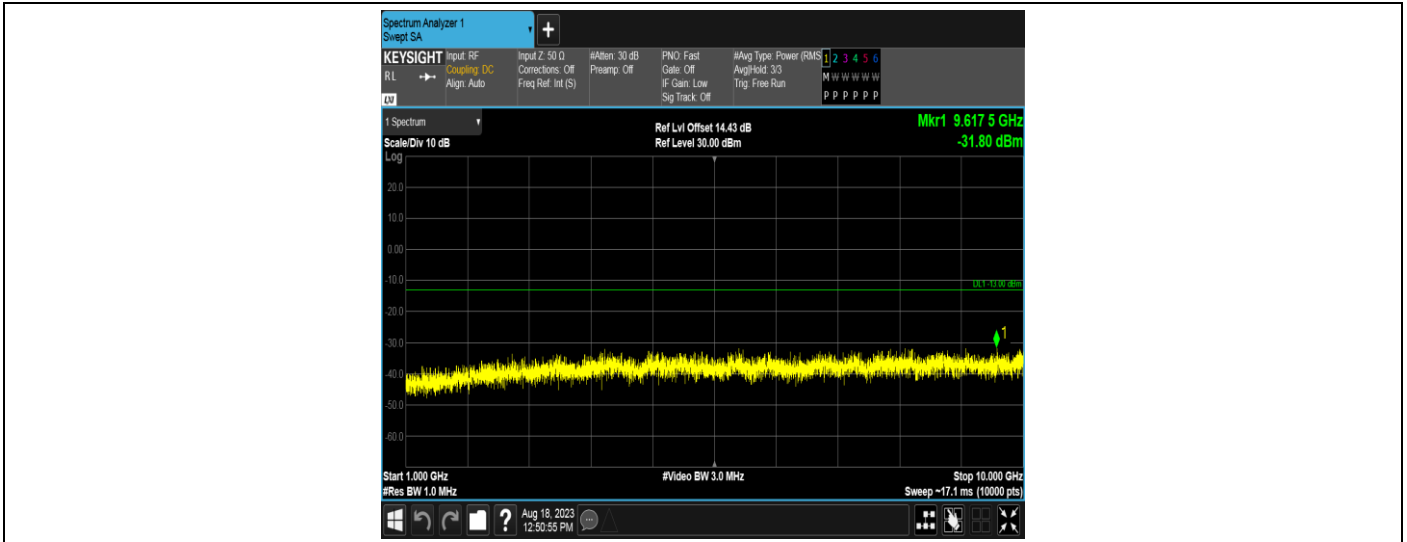 Spectrum Analyzer 1
Swept SA
+
KEYSIGHT
RL
LXI
Input: RF
Coupling: DC
Align: Auto
Input Z: 50 Ω
Corrections: Off
Freq Ref: Int (S)
#Atten: 30 dB
Preamp: Off
PNO: Fast
Gate: Off
IF Gain: Low
Sig Track: Off
#Avg Type: Power (RMS
Avg|Hold: 3/3
Trig: Free Run
1 2 3 4 5 6
M W W W W W
P P P P P P
1 Spectrum
Scale/Div 10 dB
Log
Ref Lvl Offset 14.43 dB
Ref Level 30.00 dBm
Mkr1 9.617 5 GHz
-31.80 dBm
20.0
10.0
0.00
-10.0
DL1 -13.00 dBm
-20.0
-30.0
1
-40.0
-50.0
-60.0
Start 1.000 GHz
#Res BW 1.0 MHz
#Video BW 3.0 MHz
Stop 10.000 GHz
Sweep ~17.1 ms (10000 pts)
?
Aug 18, 2023
12:50:55 PM